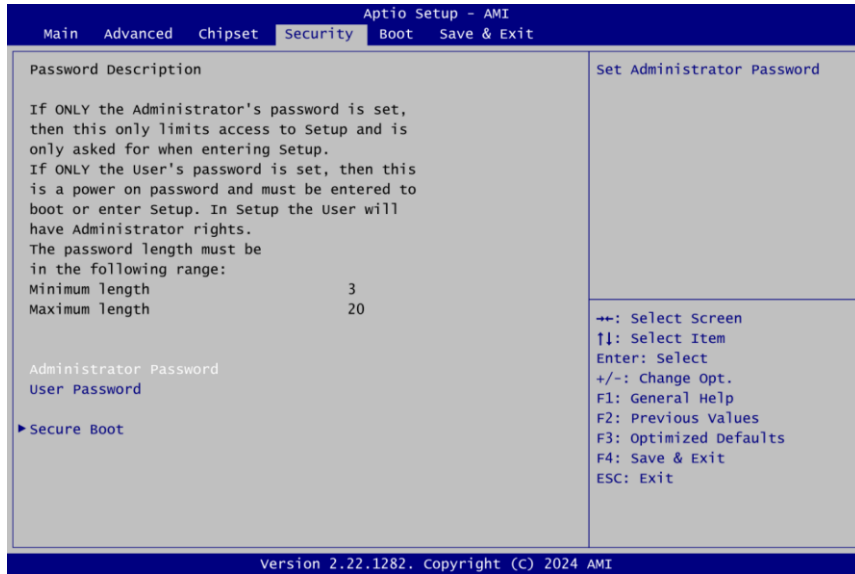 Aptio Setup - AMI
Main Advanced Chipset Security Boot Save & Exit
Password Description
If ONLY the Administrator's password is set,
then this only limits access to Setup and is
only asked for when entering Setup.
If ONLY the User's password is set, then this
is a power on password and must be entered to
boot or enter Setup. In Setup the User will
have Administrator rights.
The password length must be
in the following range:
Minimum length 3
Maximum length 20
Administrator Password
User Password
▶Secure Boot
Set Administrator Password
→←: Select Screen
↑↓: Select Item
Enter: Select
+/-: Change Opt.
F1: General Help
F2: Previous Values
F3: Optimized Defaults
F4: Save & Exit
ESC: Exit
Version 2.22.1282. Copyright (C) 2024 AMI